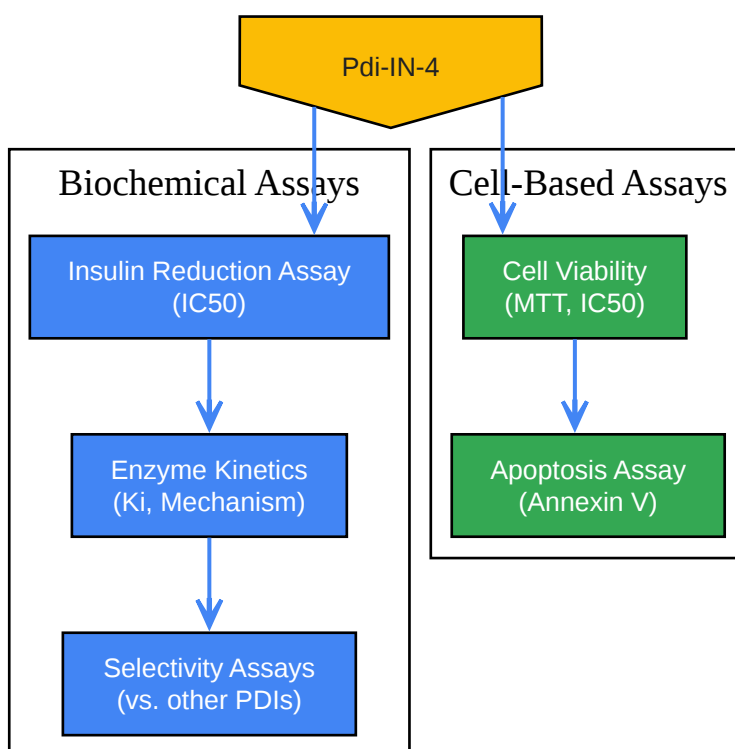 Pdi-IN-4
Biochemical Assays
Insulin Reduction Assay
(IC50)
Enzyme Kinetics
(Ki, Mechanism)
Selectivity Assays
(vs. other PDIs)
Cell-Based Assays
Cell Viability
(MTT, IC50)
Apoptosis Assay
(Annexin V)